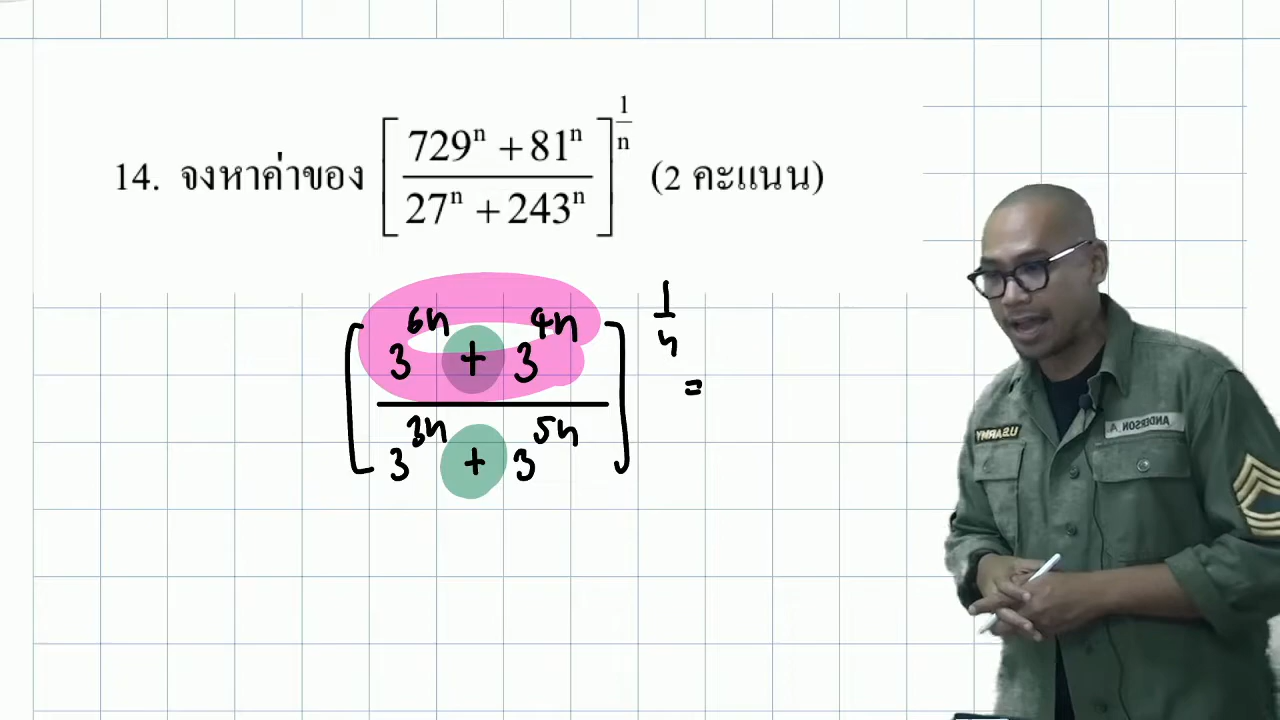 14. จงหาค่าของ [ (729ⁿ + 81ⁿ) / (27ⁿ + 243ⁿ) ]^(1/n) (2 คะแนน)
[ (3^(6n) + 3^(4n)) / (3^(3n) + 3^(5n)) ]^(1/n) =
U.S.ARMY
ANDERSON A.